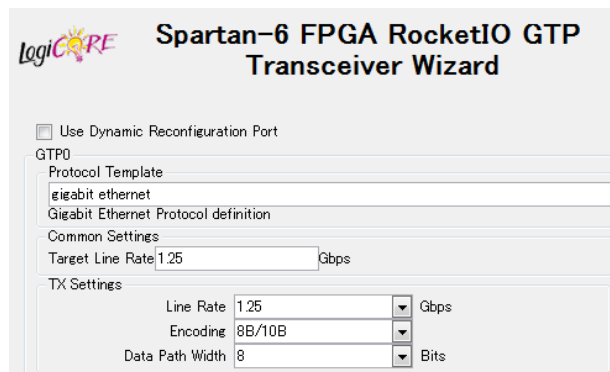 LogiCORE
Spartan-6 FPGA RocketIO GTP
Transceiver Wizard
Use Dynamic Reconfiguration Port
GTP0
Protocol Template
gigabit ethernet
Gigabit Ethernet Protocol definition
Common Settings
Target Line Rate 1.25 Gbps
TX Settings
Line Rate 1.25 Gbps
Encoding 8B/10B
Data Path Width 8 Bits